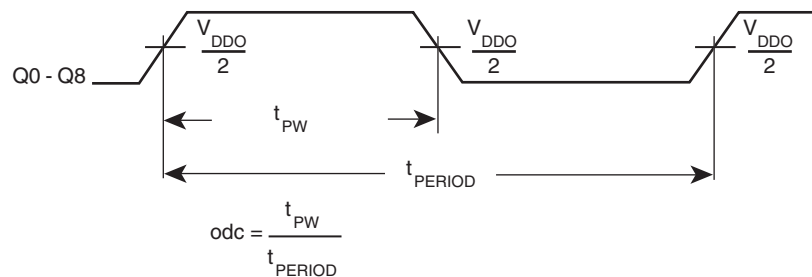 V DDO V DDO V DDO
2 2 2
Q0 - Q8
t PW
t PERIOD
odc = t PW
t PERIOD